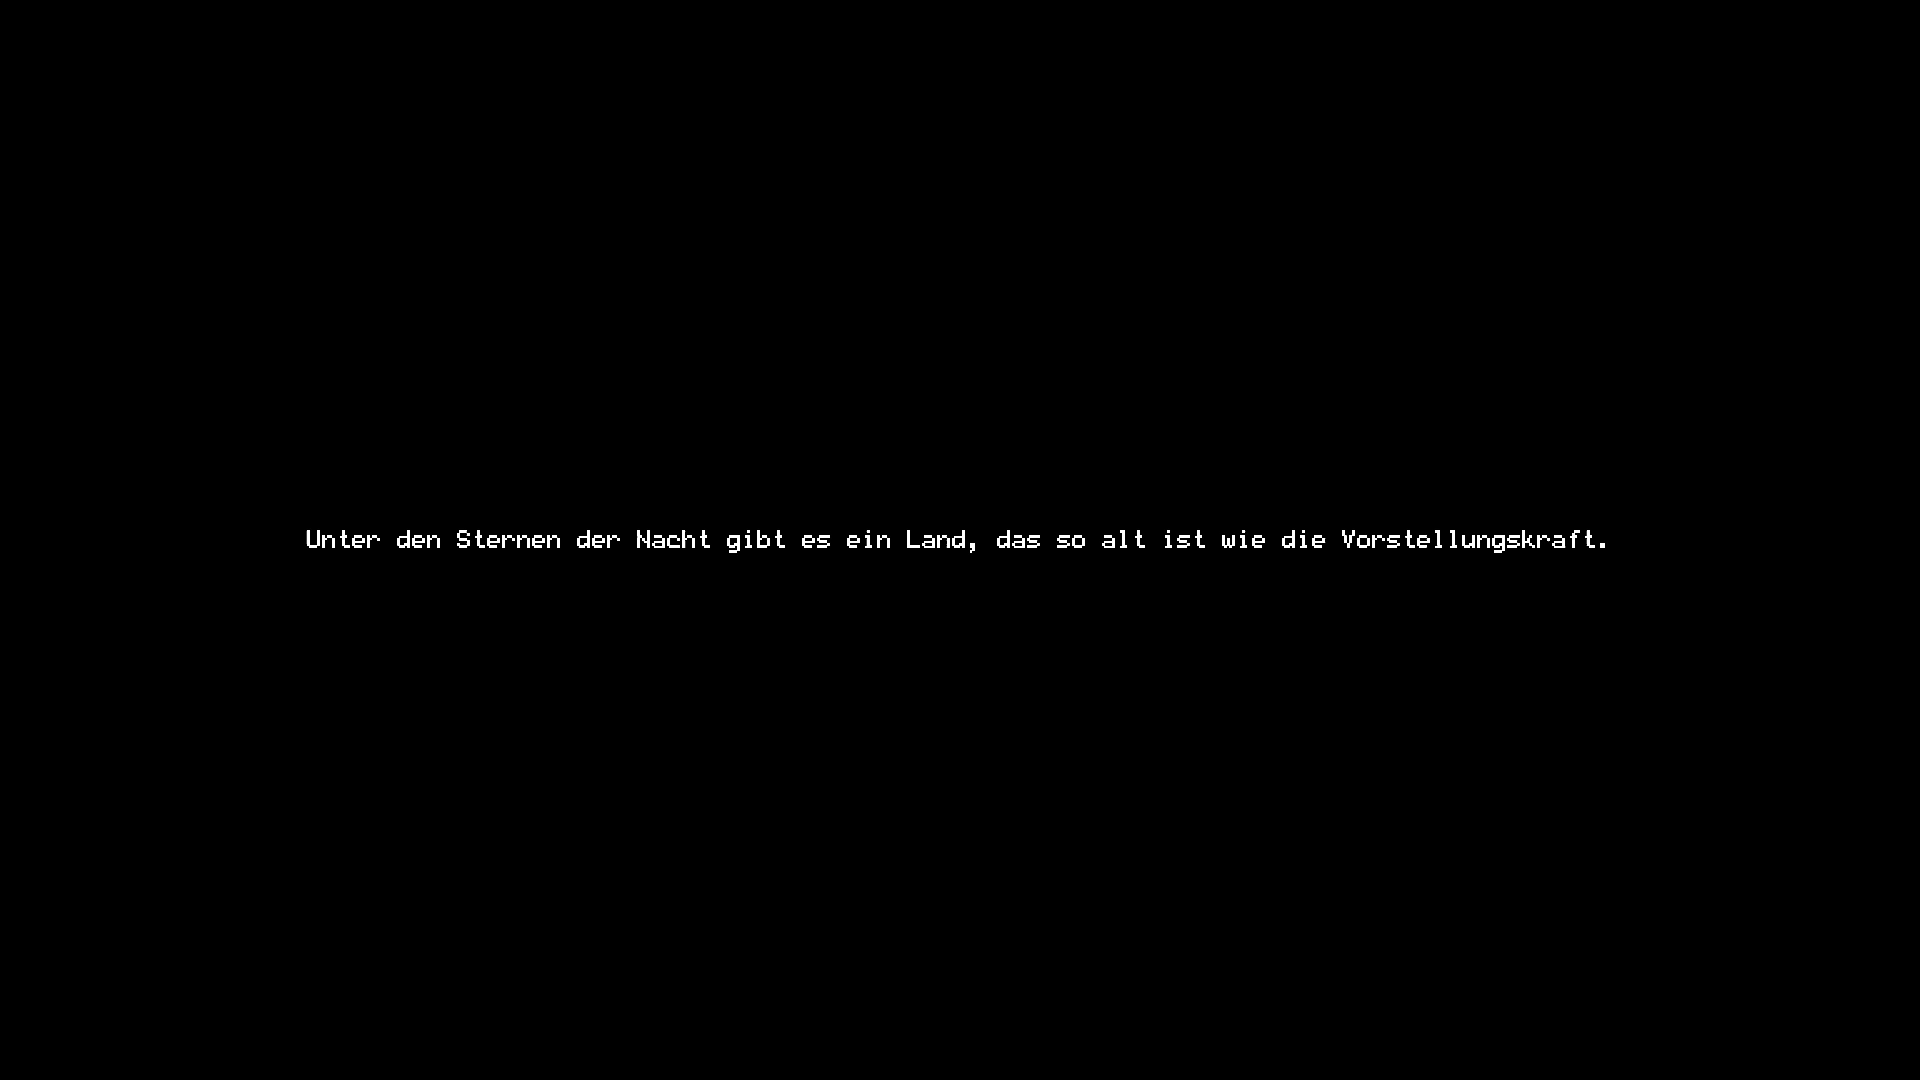 Unter den Sternen der Nacht gibt es ein Land, das so alt ist wie die Vorstellungskraft.